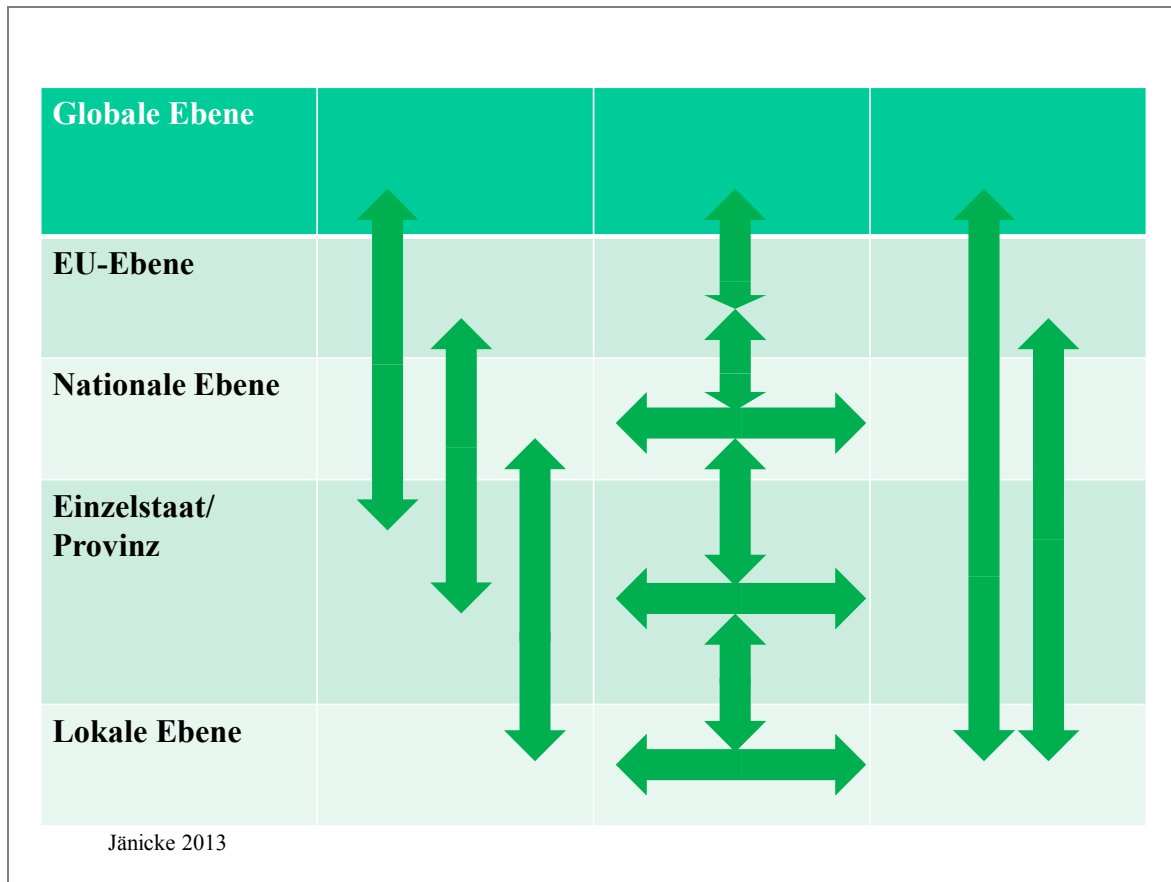 Globale Ebene
EU-Ebene
Nationale Ebene
Einzelstaat/
Provinz
Lokale Ebene
Jänicke 2013